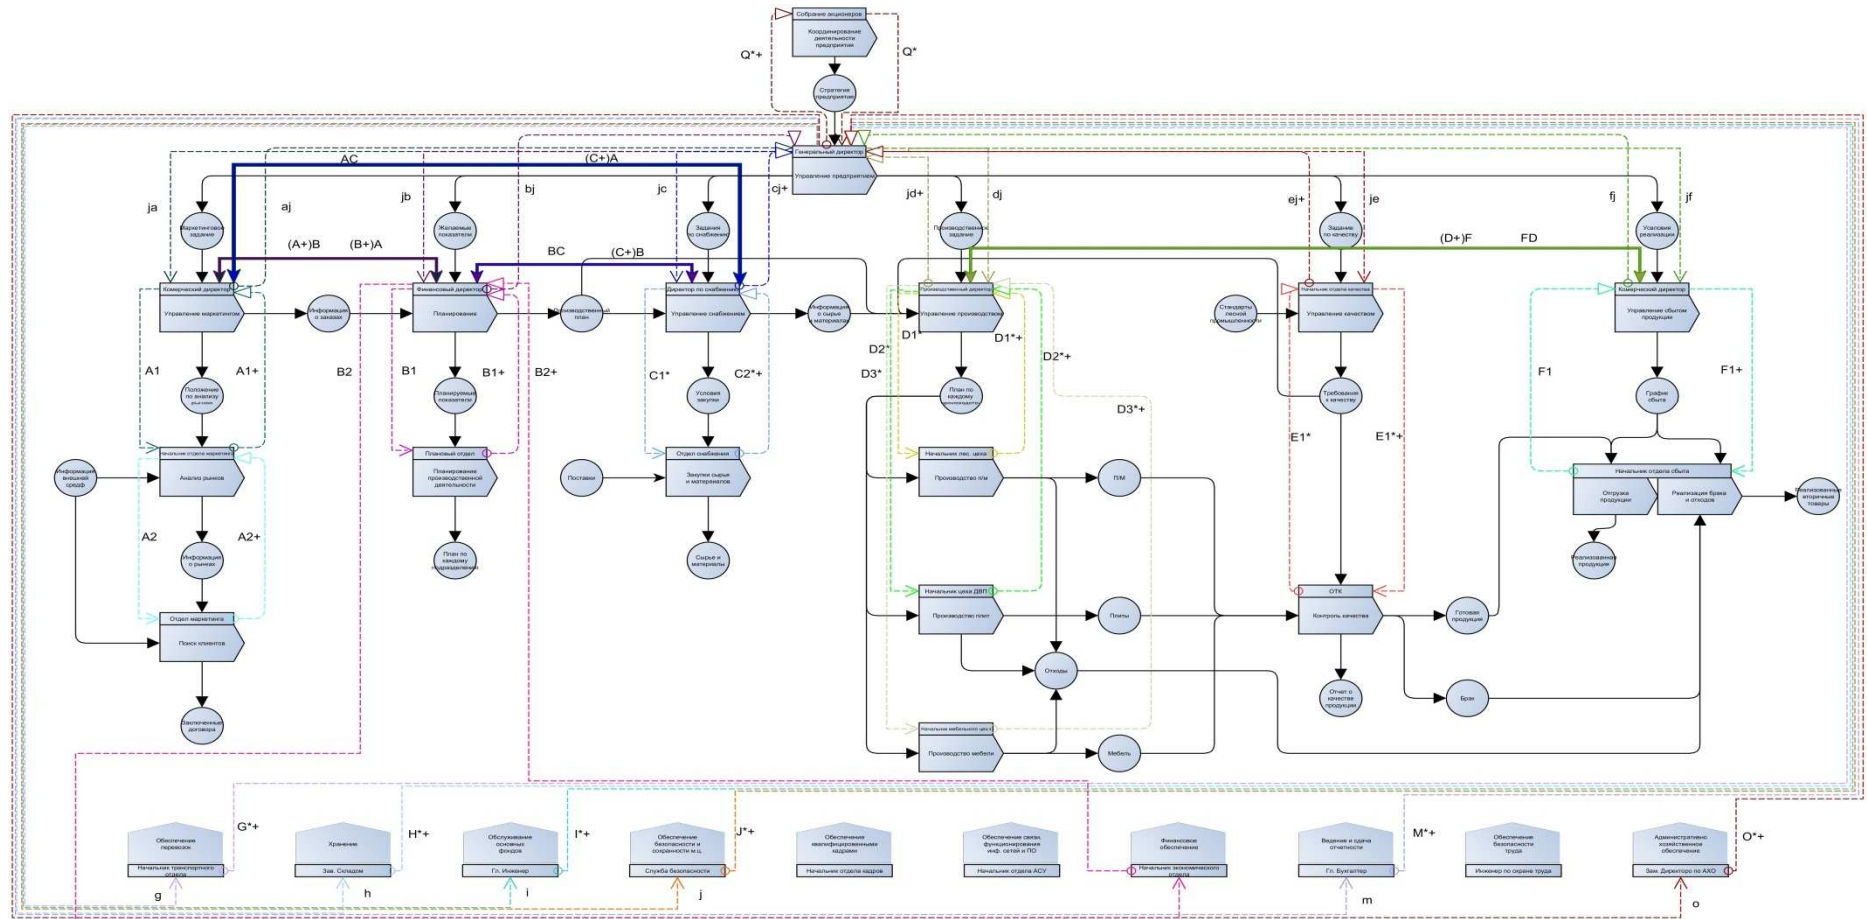 Собрание акционеров
Координирование
деятельности
предприятия
Q*+
Q*
Стратегия
предприятия
Генеральный директор
Управление предприятием
AC
(C+)A
ja
aj
jb
bj
jc
cj+
jd+
dj
ej+
je
fj
jf
Маркетинговое
задание
Желаемые
показатели
Задания
по снабжению
Производственное
задание
Задание
по качеству
Условия
реализации
(A+)B
(B+)A
BC
(C+)B
(D+)F
FD
Комерческий директор
Управление маркетингом
Информация
о заказах
Финансовый директор
Планирование
Производственный
план
Директор по снабжению
Управление снабжением
Информация
о сырье
и материалах
Производственный директор
Управление производством
Стандарты
лесной
промышленности
Начальник отдела качества
Управление качеством
Комерческий директор
Управление сбытом
продукции
A1
A1+
B2
B1
B1+
B2+
C1*
C2*+
D1*
D2*
D3*
D1*+
D2*+
D3*+
E1*
E1*+
F1
F1+
Положение
по анализу
рынков
Планируемые
показатели
Условия
закупки
План по
каждому
Требования
к качеству
График
сбыта
Начальник отдела маркетинга
Анализ рынков
Информация
внешней
средф
Плановый отдел
Планирование
производственной
деятельности
Поставки
Отдел снабжения
Закупки сырья
и материалов
Начальник лес. цеха
Производство п/м
П/М
Начальник отдела сбыта
Отгрузка
продукции
Реализация брака
и отходов
Реализованные
вторичные
товары
A2
A2+
Информация
о рынках
План по
каждому
подразделению
Сырье и
материалы
Реализованная
продукция
Отдел маркетинга
Поиск клиентов
Начальник цеха ДВП
Производство плит
Плиты
ОТК
Контроль качества
Готовая
продукция
Отходы
Отчет о
качестве
продукции
Брак
Заключенные
договора
Начальник мебельного цеха
Производство мебели
Мебель
Обеспечение
перевозок
Начальник транспортного
отдела
G*+
g
Хранение
Зав. Складом
H*+
h
Обслуживание
основных
фондов
Гл. Инженер
I*+
i
Обеспечение
безопасности и
сохранности м.ц.
Служба безопасности
J*+
j
Обеспечение
квалифицированными
кадрами
Начальник отдела кадров
Обеспечение связи,
функционирования
инф. сетей и ПО
Начальник отдела АСУ
Финансовое
обеспечение
Начальник экономического
отдела
Ведение и сдача
отчетности
Гл. Бухгалтер
M*+
m
Обеспечение
безопасности
труда
Инженер по охране труда
Административно
хозяйственное
обеспечение
Зам. Директоро по АХО
O*+
o